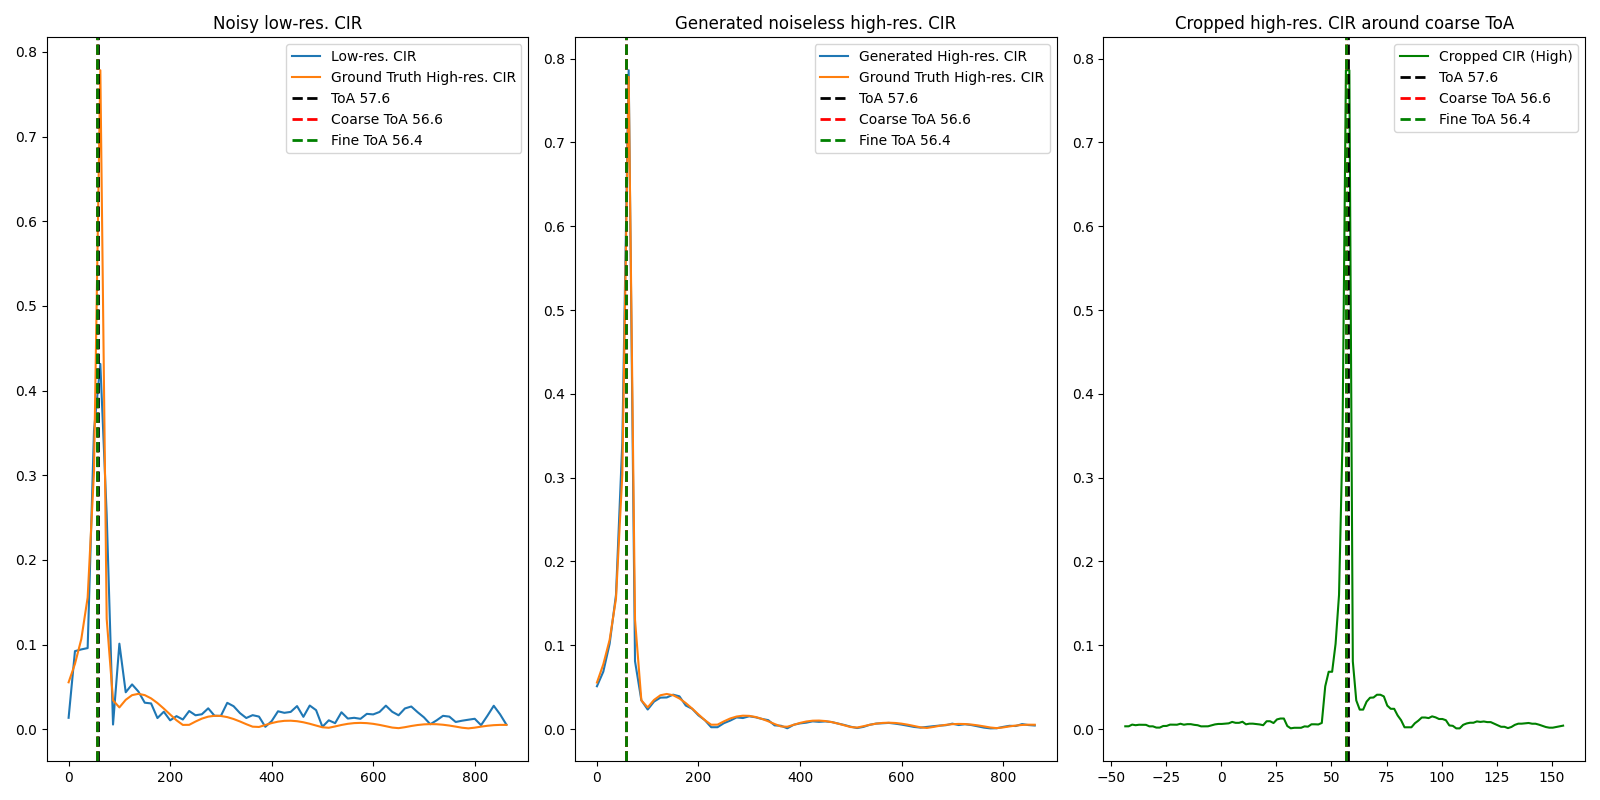 Noisy low-res. CIR
0.8
0.7
0.6
0.5
0.4
0.3
0.2
0.1
0.0
0 200 400 600 800
Low-res. CIR
Ground Truth High-res. CIR
ToA 57.6
Coarse ToA 56.6
Fine ToA 56.4
Generated noiseless high-res. CIR
0.8
0.7
0.6
0.5
0.4
0.3
0.2
0.1
0.0
0 200 400 600 800
Generated High-res. CIR
Ground Truth High-res. CIR
ToA 57.6
Coarse ToA 56.6
Fine ToA 56.4
Cropped high-res. CIR around coarse ToA
0.8
0.7
0.6
0.5
0.4
0.3
0.2
0.1
0.0
−50 −25 0 25 50 75 100 125 150
Cropped CIR (High)
ToA 57.6
Coarse ToA 56.6
Fine ToA 56.4